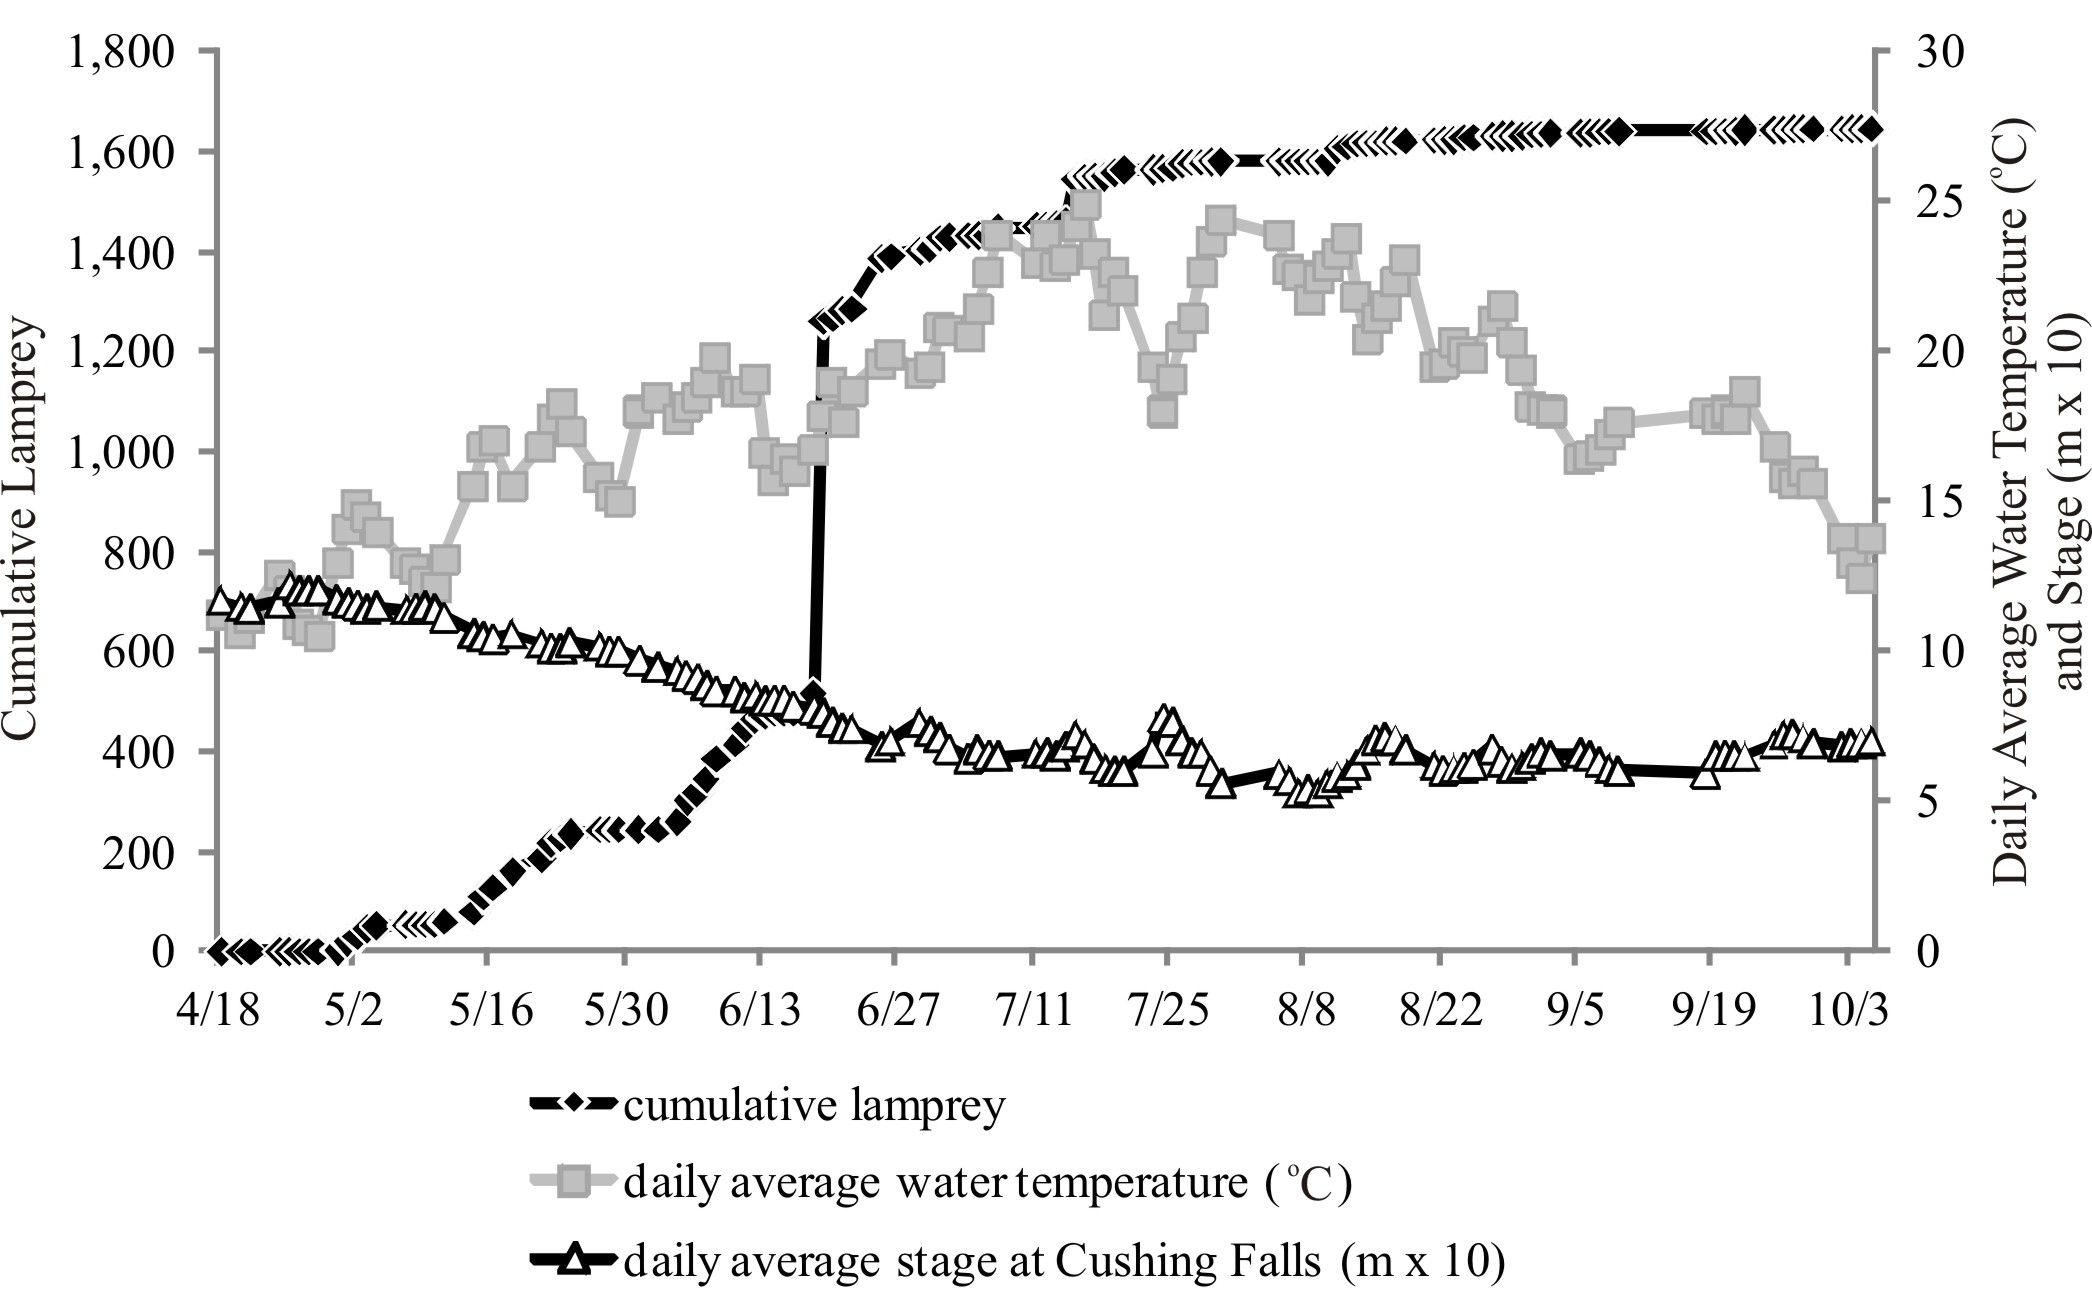 1,800
1,600
1,400
1,200
1,000
800
600
400
200
0
Cumulative Lamprey
30
25
20
15
10
5
0
Daily Average Water Temperature (ºC)
and Stage (m x 10)
4/18 5/2 5/16 5/30 6/13 6/27 7/11 7/25 8/8 8/22 9/5 9/19 10/3
cumulative lamprey
daily average water temperature (ºC)
daily average stage at Cushing Falls (m x 10)